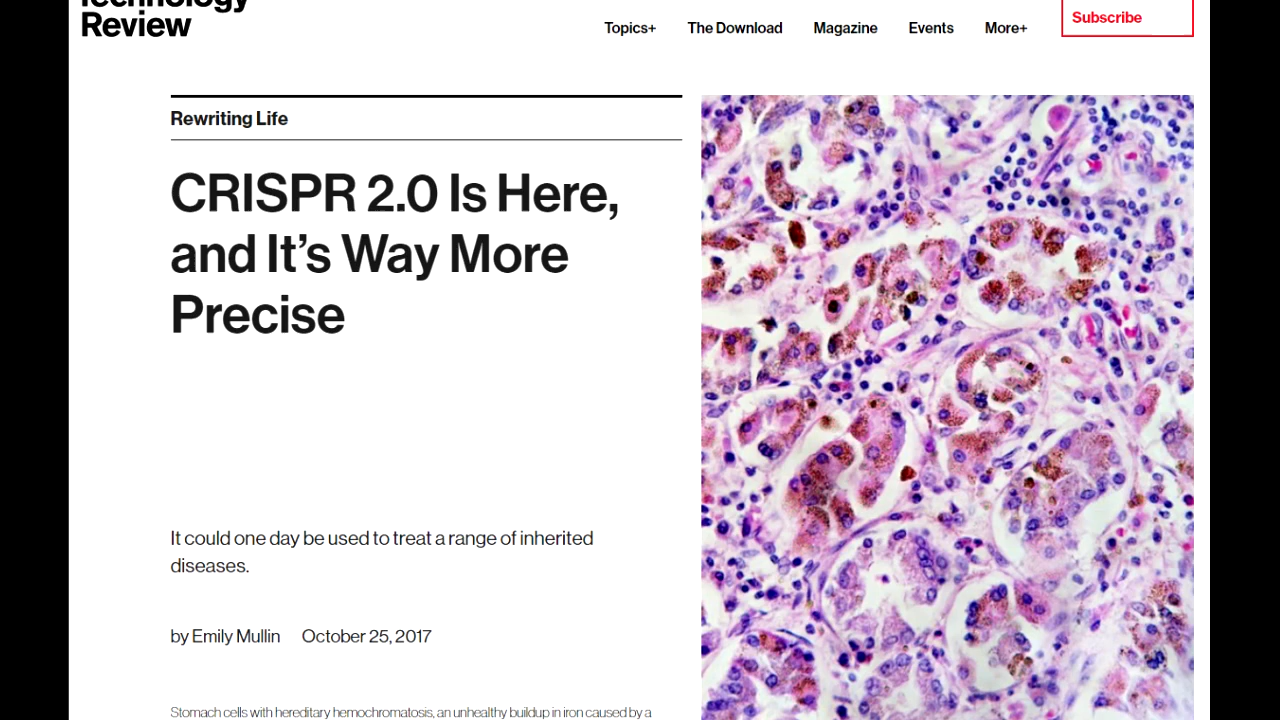 Technology
Review
Topics+ The Download Magazine Events More+ Subscribe
Rewriting Life
CRISPR 2.0 Is Here,
and It’s Way More
Precise
It could one day be used to treat a range of inherited
diseases.
by Emily Mullin October 25, 2017
Stomach cells with hereditary hemochromatosis, an unhealthy buildup in iron caused by a